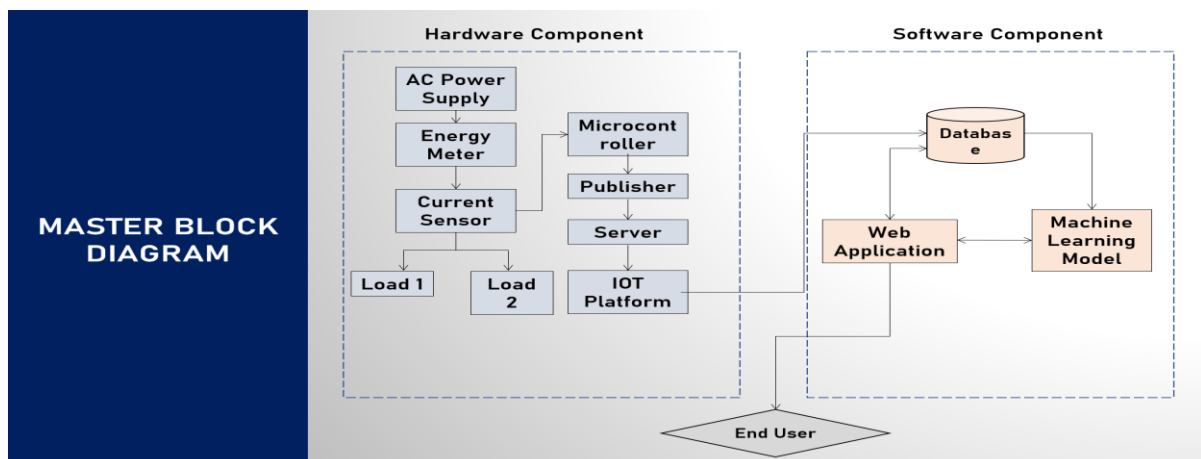 MASTER BLOCK
DIAGRAM
Hardware Component
AC Power
Supply
Energy
Meter
Current
Sensor
Load 1
Load
2
Microcont
roller
Publisher
Server
IOT
Platform
Software Component
Databas
e
Web
Application
Machine
Learning
Model
End User